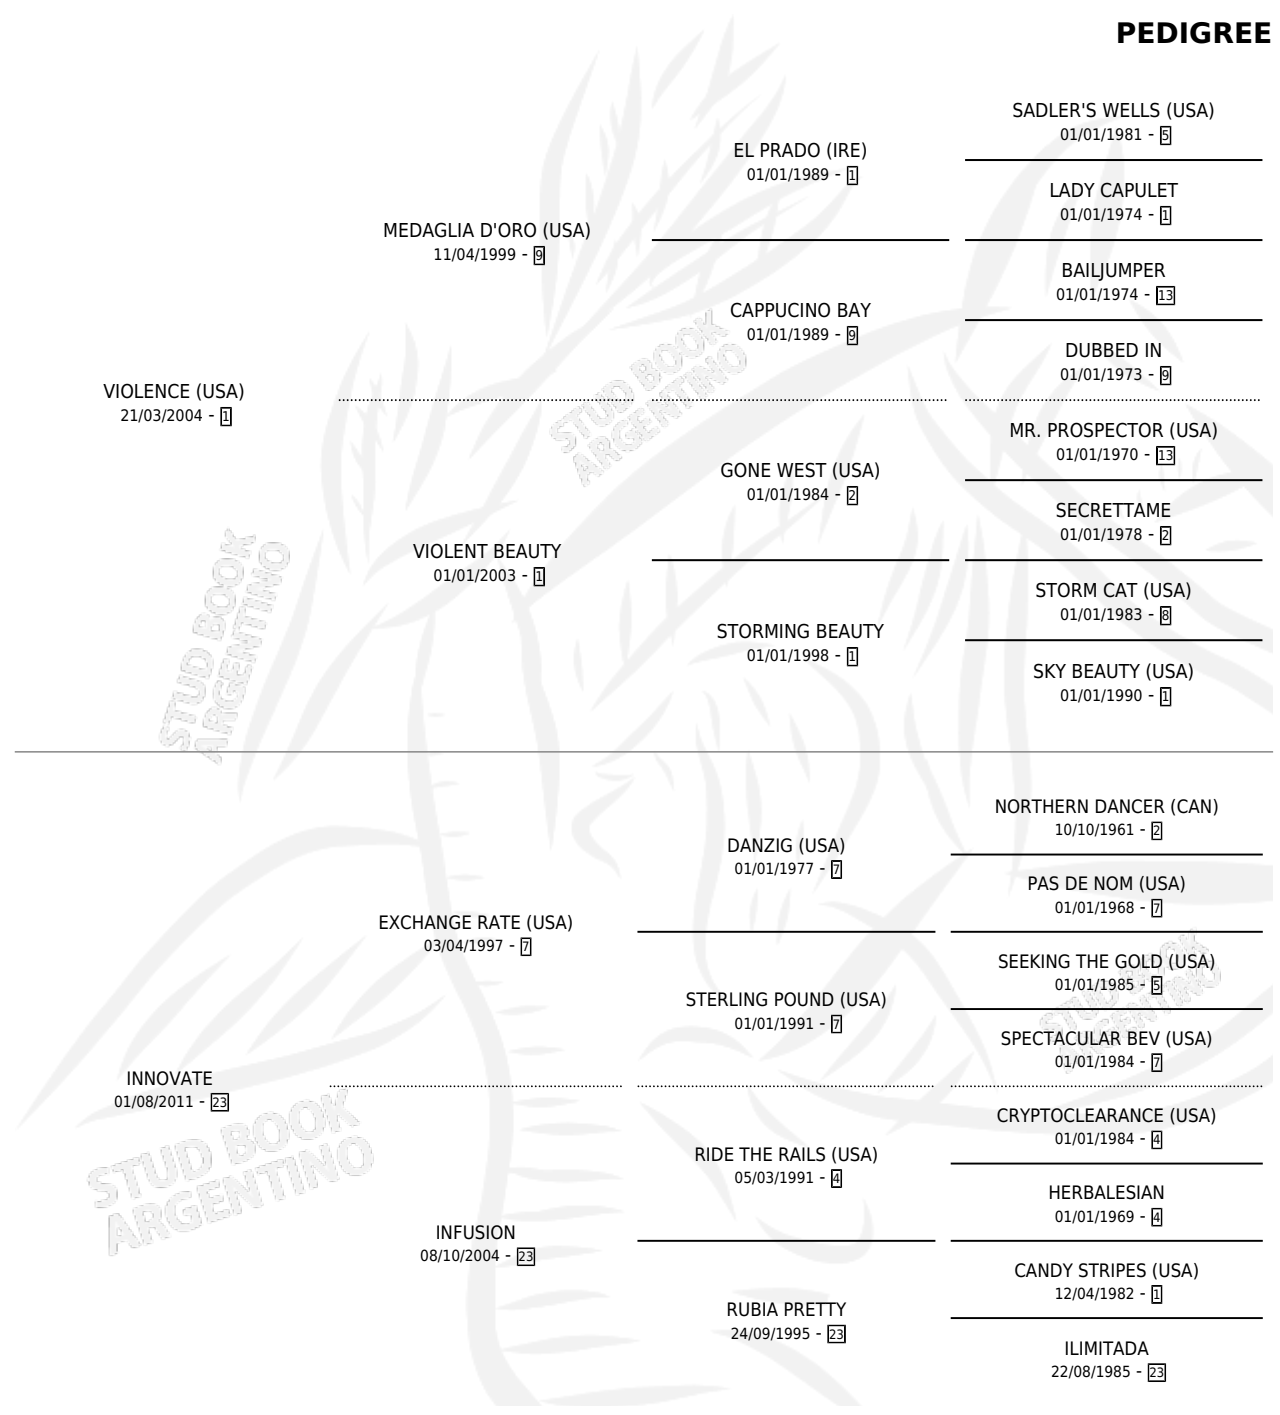 PEDIGREE
SADLER'S WELLS (USA)
01/01/1981 - 5
EL PRADO (IRE)
01/01/1989 - 1
LADY CAPULET
01/01/1974 - 1
MEDAGLIA D'ORO (USA)
11/04/1999 - 9
BAILJUMPER
01/01/1974 - 13
CAPPUCINO BAY
01/01/1989 - 9
DUBBED IN
01/01/1973 - 9
VIOLENCE (USA)
21/03/2004 - 1
MR. PROSPECTOR (USA)
01/01/1970 - 13
GONE WEST (USA)
01/01/1984 - 2
SECRETTAME
01/01/1978 - 2
VIOLENT BEAUTY
01/01/2003 - 1
STORM CAT (USA)
01/01/1983 - 8
STORMING BEAUTY
01/01/1998 - 1
SKY BEAUTY (USA)
01/01/1990 - 1
NORTHERN DANCER (CAN)
10/10/1961 - 2
DANZIG (USA)
01/01/1977 - 7
PAS DE NOM (USA)
01/01/1968 - 7
EXCHANGE RATE (USA)
03/04/1997 - 7
SEEKING THE GOLD (USA)
01/01/1985 - 5
STERLING POUND (USA)
01/01/1991 - 7
SPECTACULAR BEV (USA)
01/01/1984 - 7
INNOVATE
01/08/2011 - 23
CRYPTOCLEARANCE (USA)
01/01/1984 - 4
RIDE THE RAILS (USA)
05/03/1991 - 4
HERBALESIAN
01/01/1969 - 4
INFUSION
08/10/2004 - 23
CANDY STRIPES (USA)
12/04/1982 - 1
RUBIA PRETTY
24/09/1995 - 23
ILIMITADA
22/08/1985 - 23
STUD BOOK
ARGENTINO
STUD BOOK
ARGENTINO
STUD BOOK
ARGENTINO
STUD BOOK
ARGENTINO